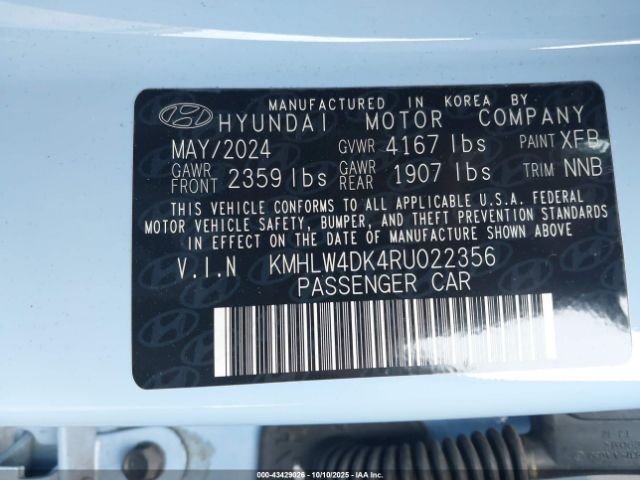 MANUFACTURED IN KOREA BY
HYUNDAI MOTOR COMPANY
MAY/2024 GVWR 4167 lbs PAINT XFB
GAWR FRONT 2359 lbs GAWR REAR 1907 lbs TRIM NNB
THIS VEHICLE CONFORMS TO ALL APPLICABLE U.S.A. FEDERAL
MOTOR VEHICLE SAFETY, BUMPER, AND THEFT PREVENTION STANDARDS
IN EFFECT ON THE DATE OF MANUFACTURE SHOWN ABOVE
V.I.N KMHLW4DK4RU022356
PASSENGER CAR
000-43429026 - 10/10/2025 - IAAI.COM